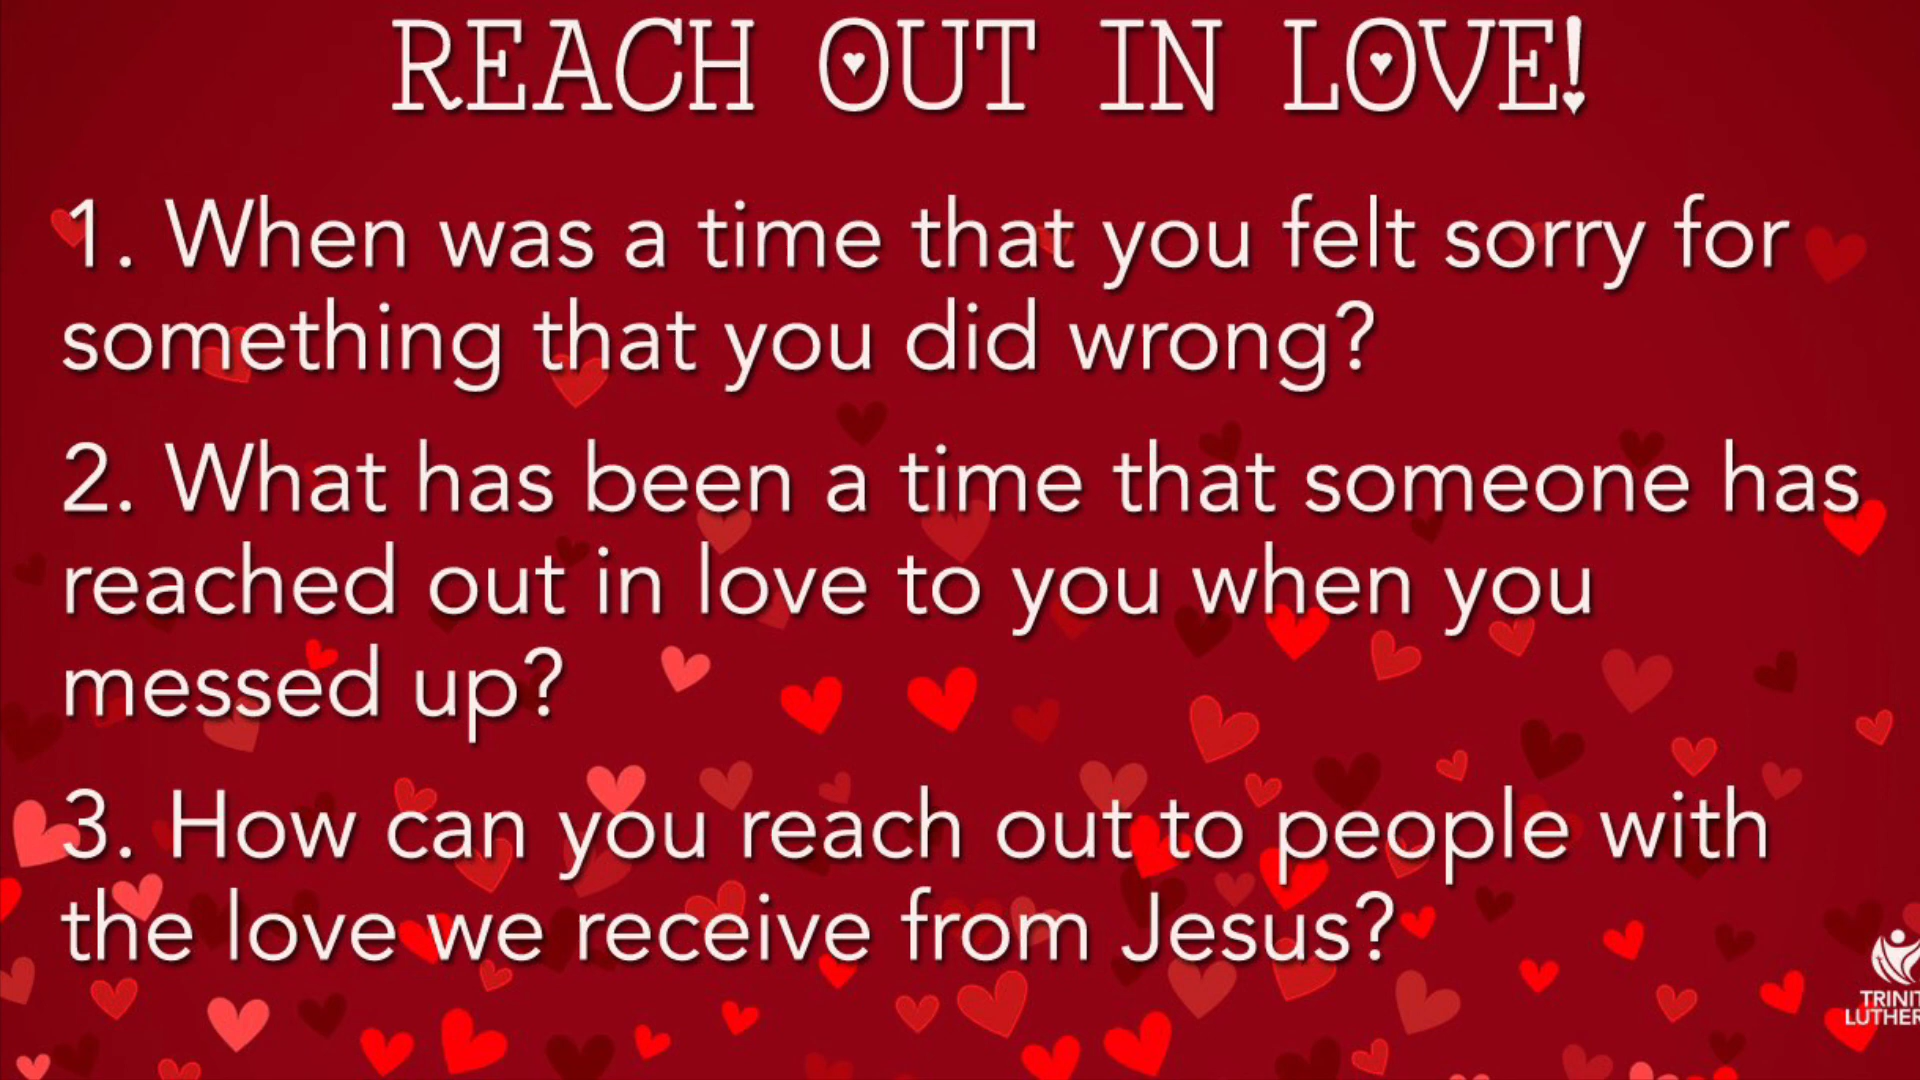 REACH OUT IN LOVE!
1. When was a time that you felt sorry for
something that you did wrong?
2. What has been a time that someone has
reached out in love to you when you
messed up?
3. How can you reach out to people with
the love we receive from Jesus?
TRINIT
LUTHER